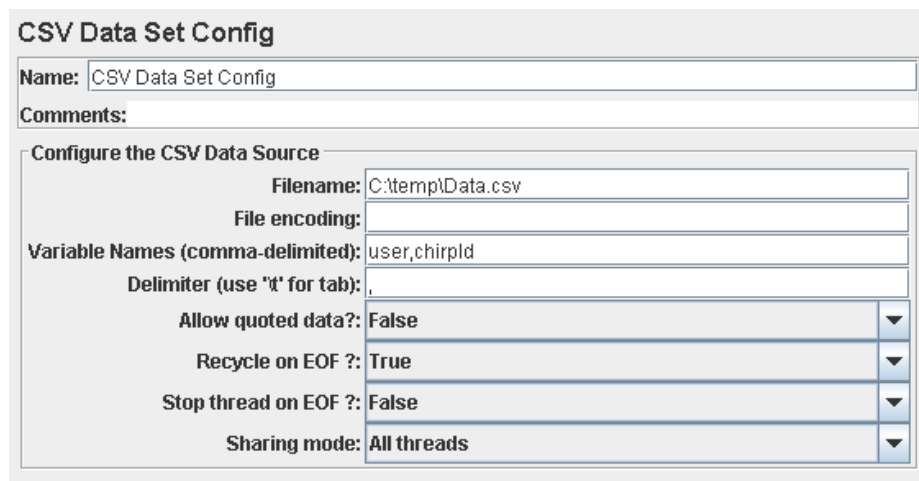 CSV Data Set Config
Name: CSV Data Set Config
Comments:
Configure the CSV Data Source
Filename: C:\temp\Data.csv
File encoding:
Variable Names (comma-delimited): user,chirpId
Delimiter (use '\t' for tab): ,
Allow quoted data?: False
Recycle on EOF ?: True
Stop thread on EOF ?: False
Sharing mode: All threads